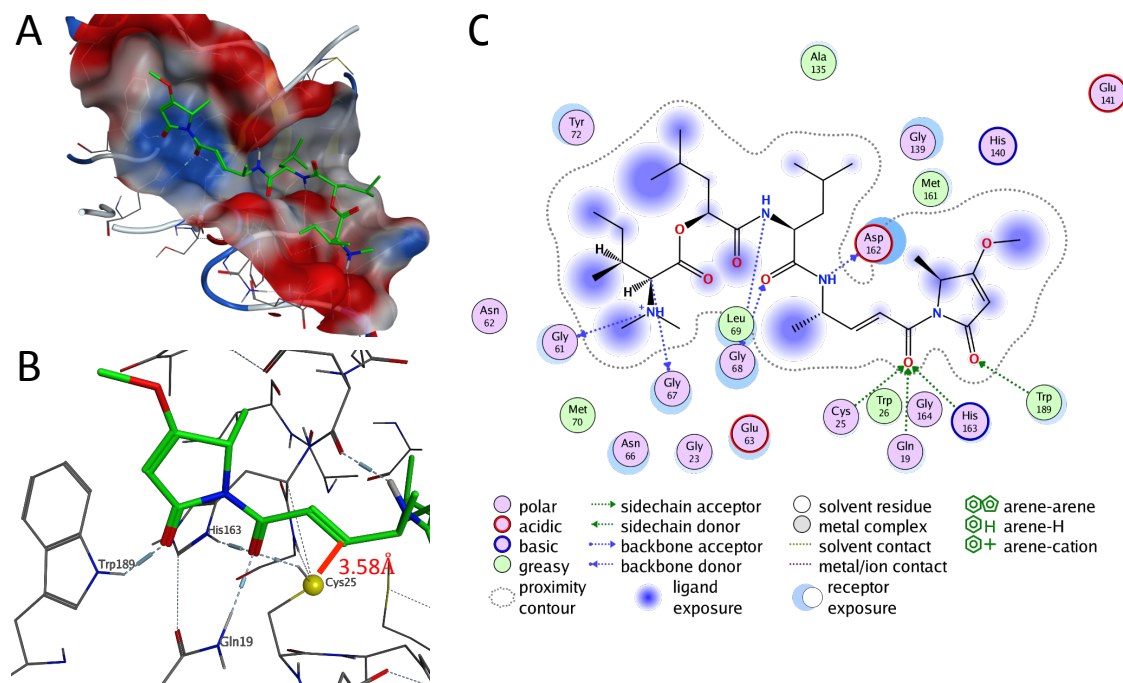 A
B
C
His163
Trp189
Cys25
Gln19
3.58Å
Ala
135
Glu
141
Tyr
72
Gly
139
His
140
Met
161
Asp
162
Asn
62
Gly
61
Leu
69
Gly
68
Gly
67
Met
70
Asn
66
Gly
23
Glu
63
Cys
25
Trp
26
Gly
164
Gln
19
His
163
Trp
189
H
N
O
O
O
O
H
H
NH
+
O
NH
N
O
O
O
polar
acidic
basic
greasy
proximity
contour
sidechain acceptor
sidechain donor
backbone acceptor
backbone donor
ligand
exposure
solvent residue
metal complex
solvent contact
metal/ion contact
receptor
exposure
arene-arene
H arene-H
+ arene-cation